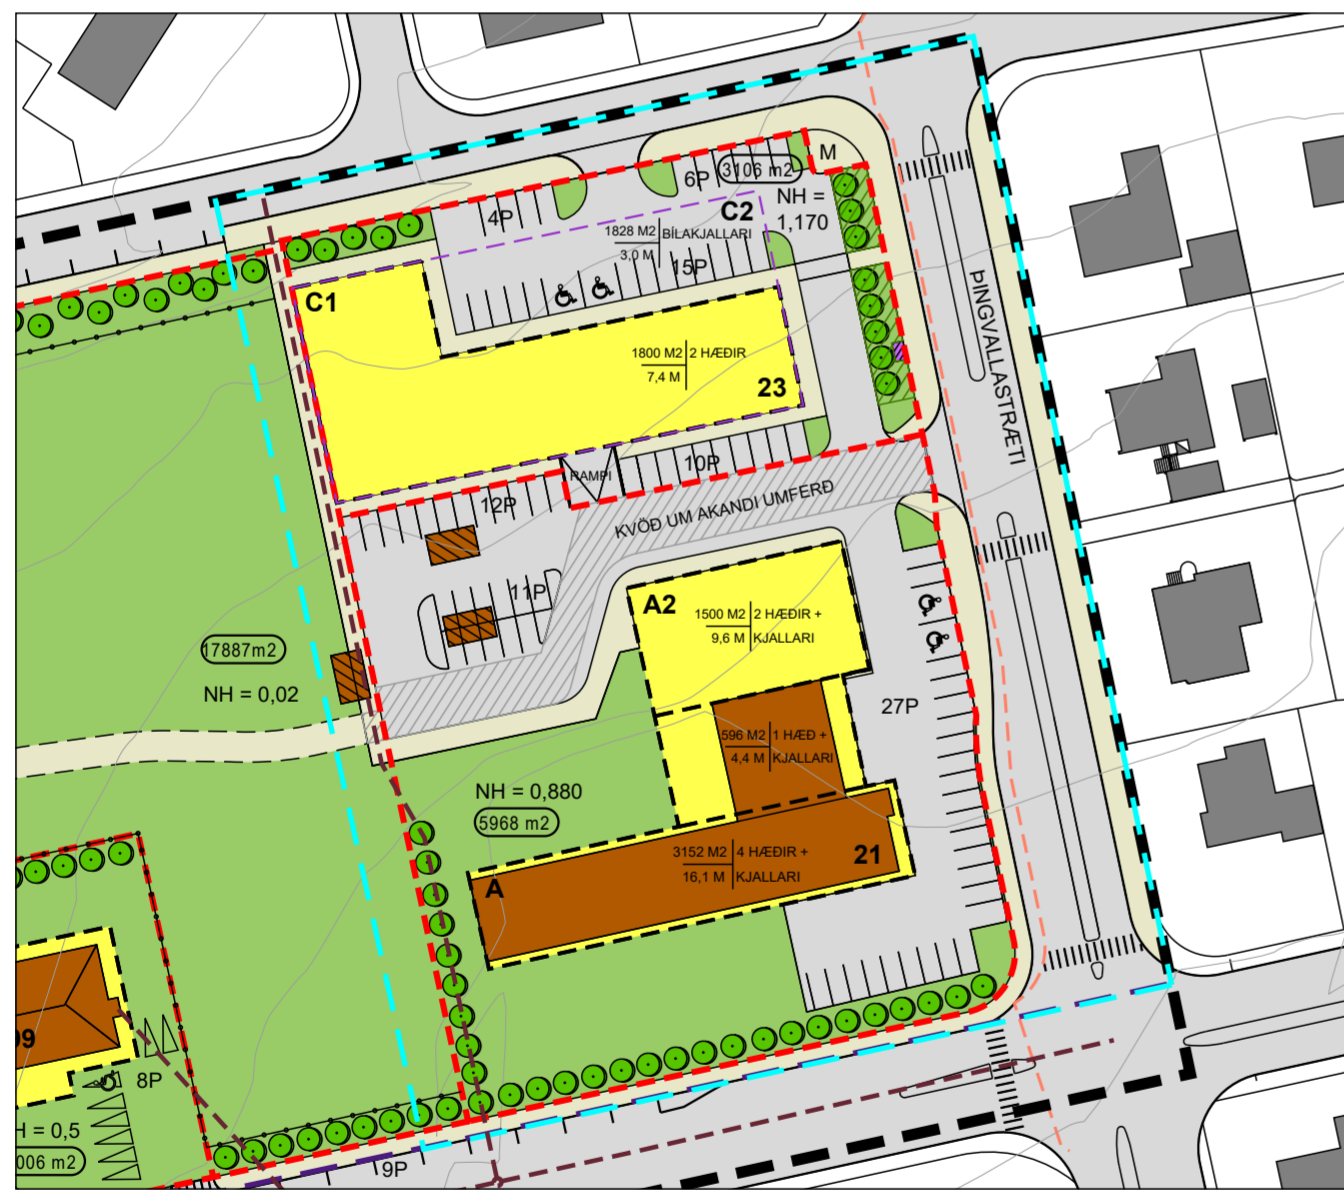 M
6P
3106 m2
4P
C2
NH =
1,170
1828 M2 BÍLAKJALLARI
3,0 M
15P
C1
1800 M2 2 HÆÐIR
7,4 M
23
ÞINGVALLASTRÆTI
RAMPI
10P
12P
KVÖÐ UM AKANDI UMFERÐ
11P
A2
1500 M2 2 HÆÐIR +
9,6 M KJALLARI
17887m2
NH = 0,02
27P
596 M2 1 HÆÐ +
4,4 M KJALLARI
NH = 0,880
5968 m2
3152 M2 4 HÆÐIR +
16,1 M KJALLARI
21
A
99
8P
H = 0,5
006 m2
9P